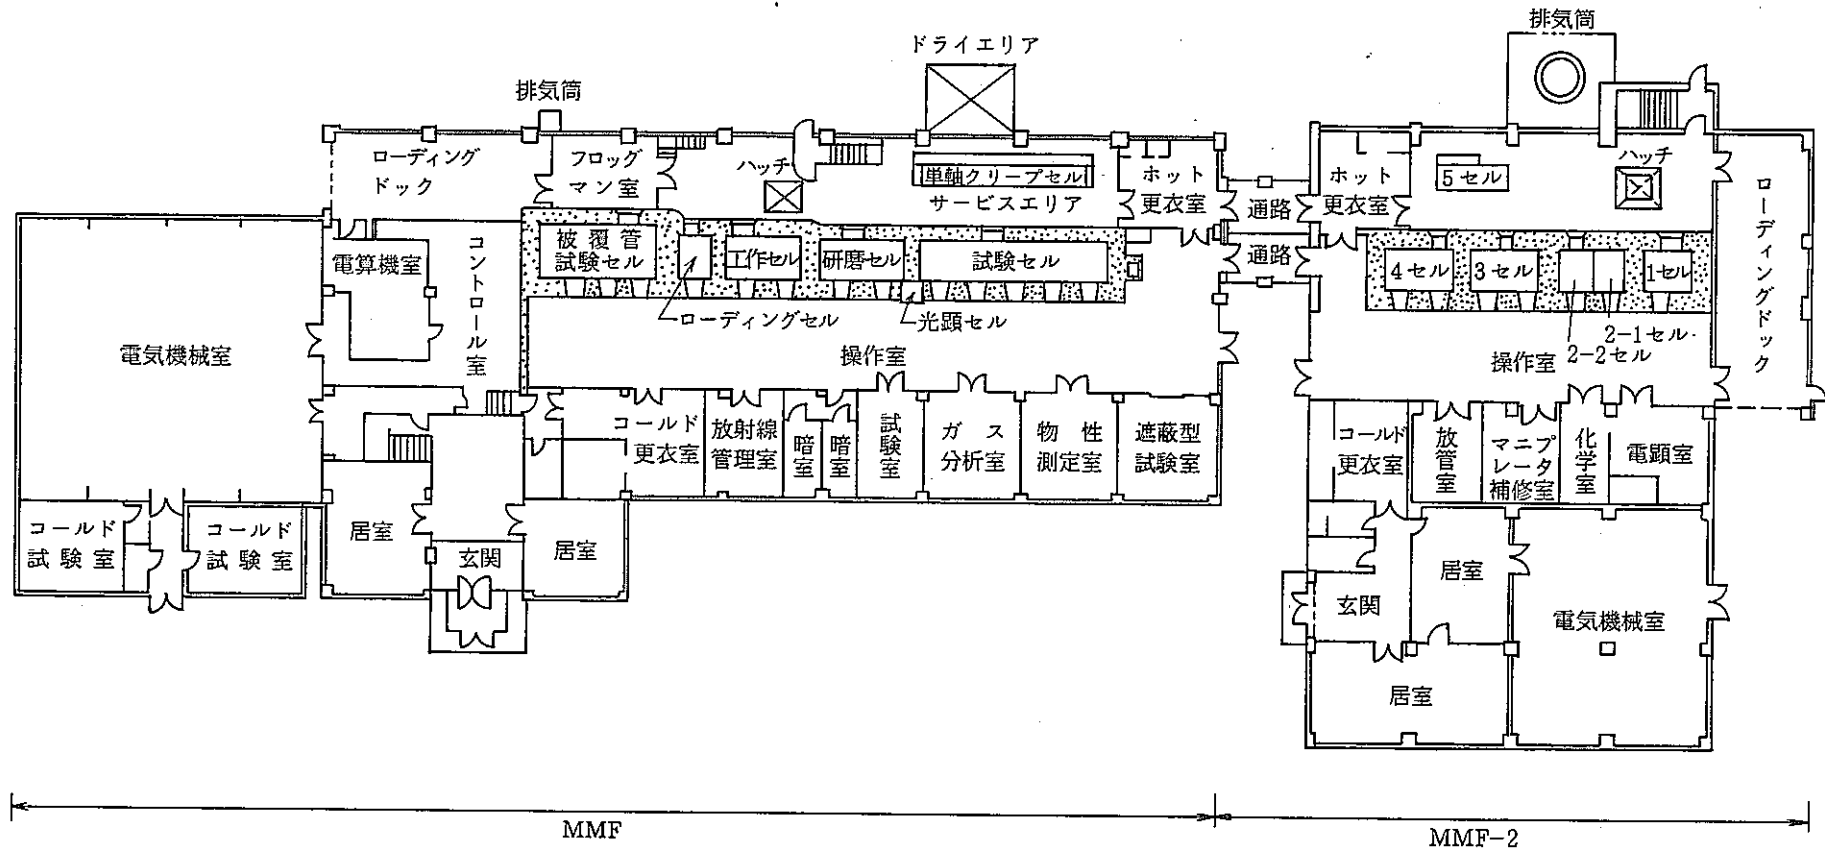 排気筒
ドライエリア
排気筒
ローディング
ドック
フロッグ
マン室
ハッチ
単軸クリープセル
サービスエリア
ホット
更衣室
通路
通路
ホット
更衣室
5セル
ハッチ
ローディングドック
電気機械室
電算機室
コントロール室
被覆管
試験セル
工作セル
研磨セル
試験セル
ローディングセル
光顕セル
操作室
4セル
3セル
1セル
2-1セル
2-2セル
操作室
コールド
更衣室
放射線
管理室
暗室
暗室
試験室
ガス
分析室
物性
測定室
遮蔽型
試験室
コールド
更衣室
放管室
マニプ
レータ
補修室
化学室
電顕室
コールド
試験室
コールド
試験室
居室
玄関
居室
玄関
居室
電気機械室
居室
MMF
MMF-2